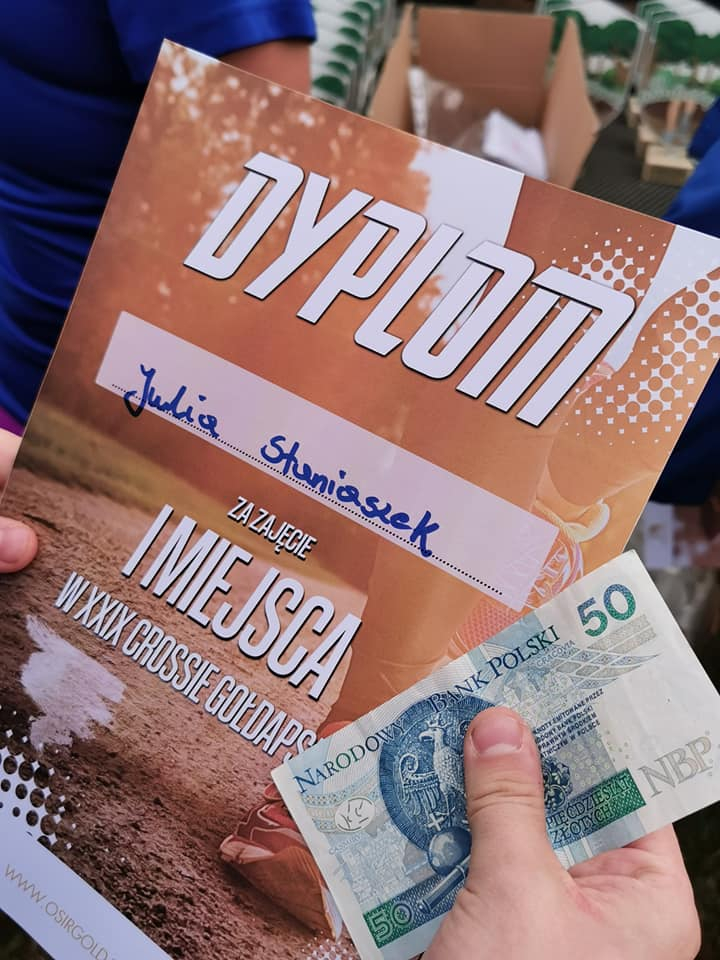 DYPLOM
Julia Staniaszek
ZA ZAJĘCIE
I MIEJSCA
W XXIX CROSSIE GOŁDAPS
WWW.OSIRGOLD
50
NARODOWY BANK POLSKI
PIĘĆDZIESIĄT
ZŁOTYCH
NBP
50